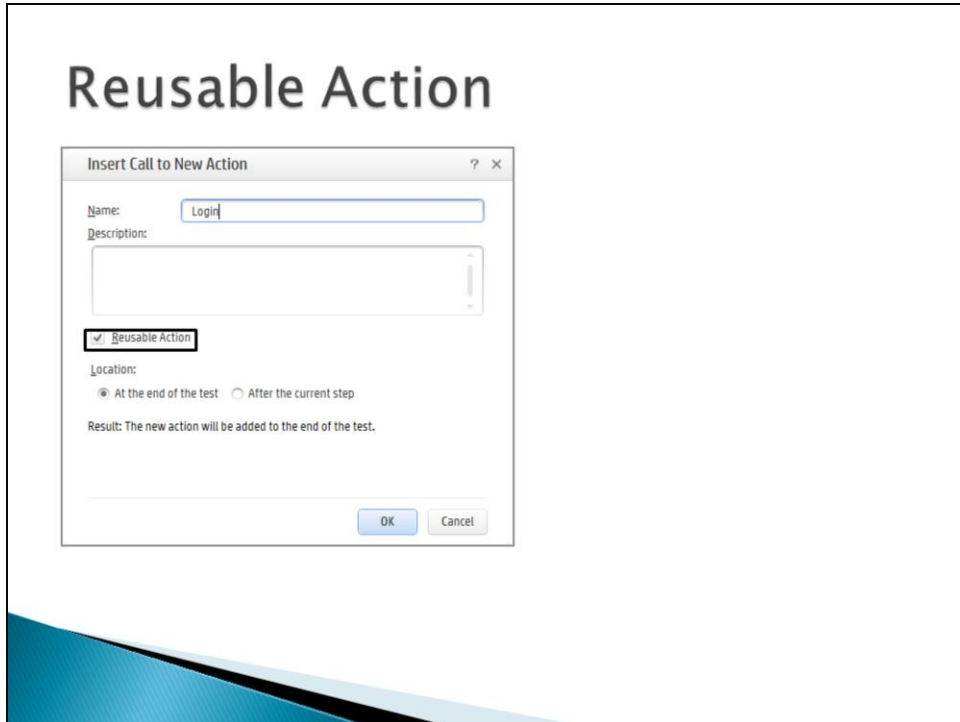 Reusable Action
Insert Call to New Action ? ×
Name: Login
Description:
Reusable Action
Location:
At the end of the test After the current step
Result: The new action will be added to the end of the test.
OK Cancel